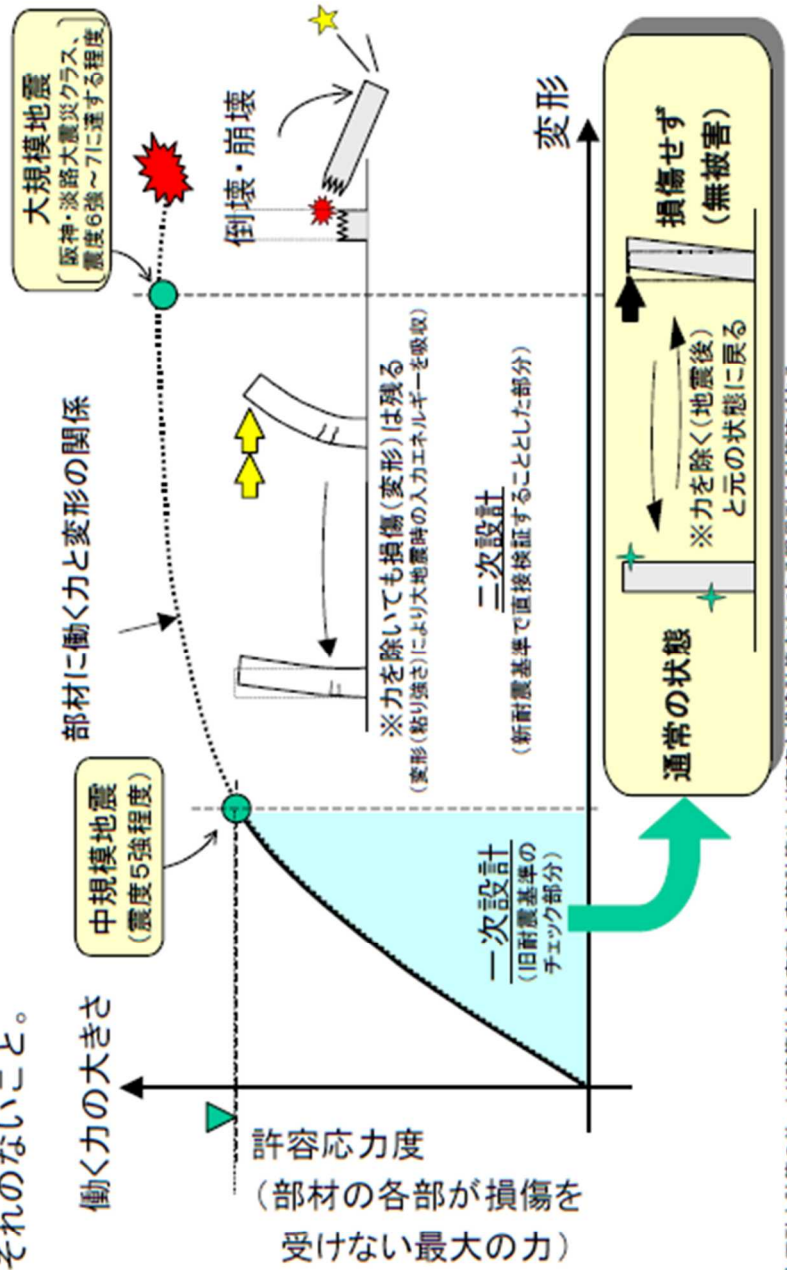 それのないこと。
大規模地震
阪神・淡路大震災クラス、
震度6強～7に達する程度
部材に働く力と変形の関係
中規模地震
(震度5強程度)
働く力の大きさ
倒壊・崩壊
許容応力度
(部材の各部が損傷を
受けない最大の力)
※力を除いても損傷(変形)は残る
(変形(粘り強さ)により大地震時の入力エネルギーを吸収)
一次設計
(旧耐震基準の
チェック部分)
二次設計
(新耐震基準で直接検証することとした部分)
変形
通常の状態
※力を除く(地震後)
と元の状態に戻る
損傷せず
(無被害)